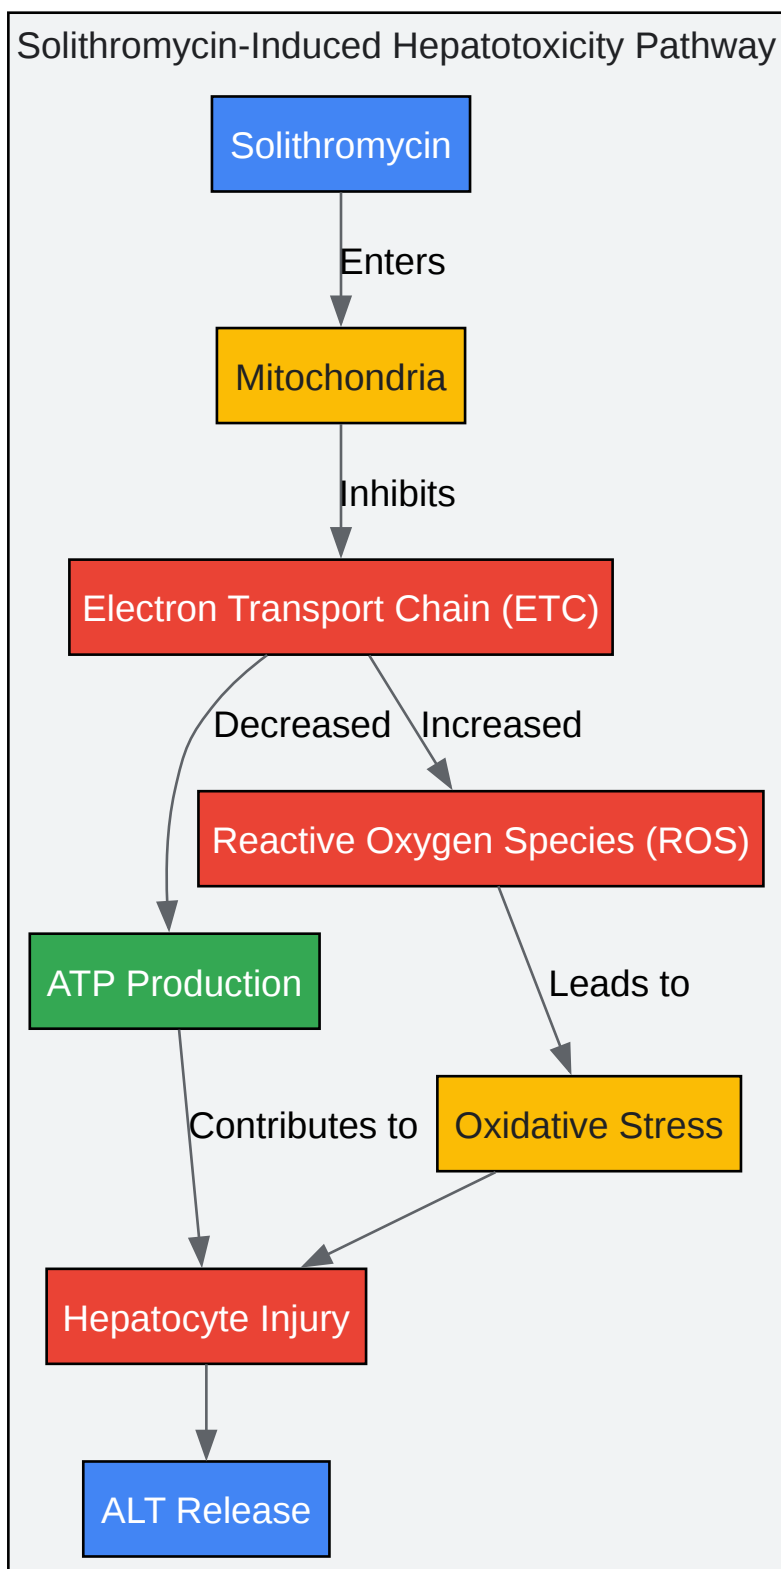 Solithromycin-Induced Hepatotoxicity Pathway
Solithromycin
Enters
Mitochondria
Inhibits
Electron Transport Chain (ETC)
Decreased
Increased
Reactive Oxygen Species (ROS)
ATP Production
Leads to
Contributes to
Oxidative Stress
Hepatocyte Injury
ALT Release